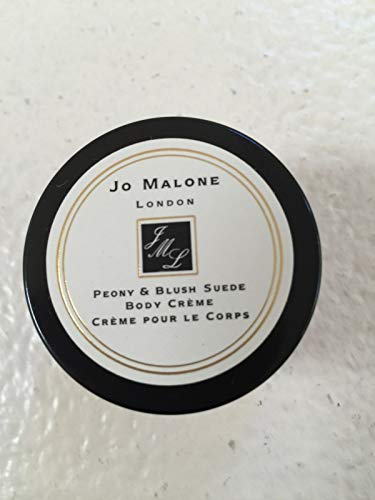 Jo Malone
London
JML
Peony & Blush Suede
Body Crème
Crème pour le Corps